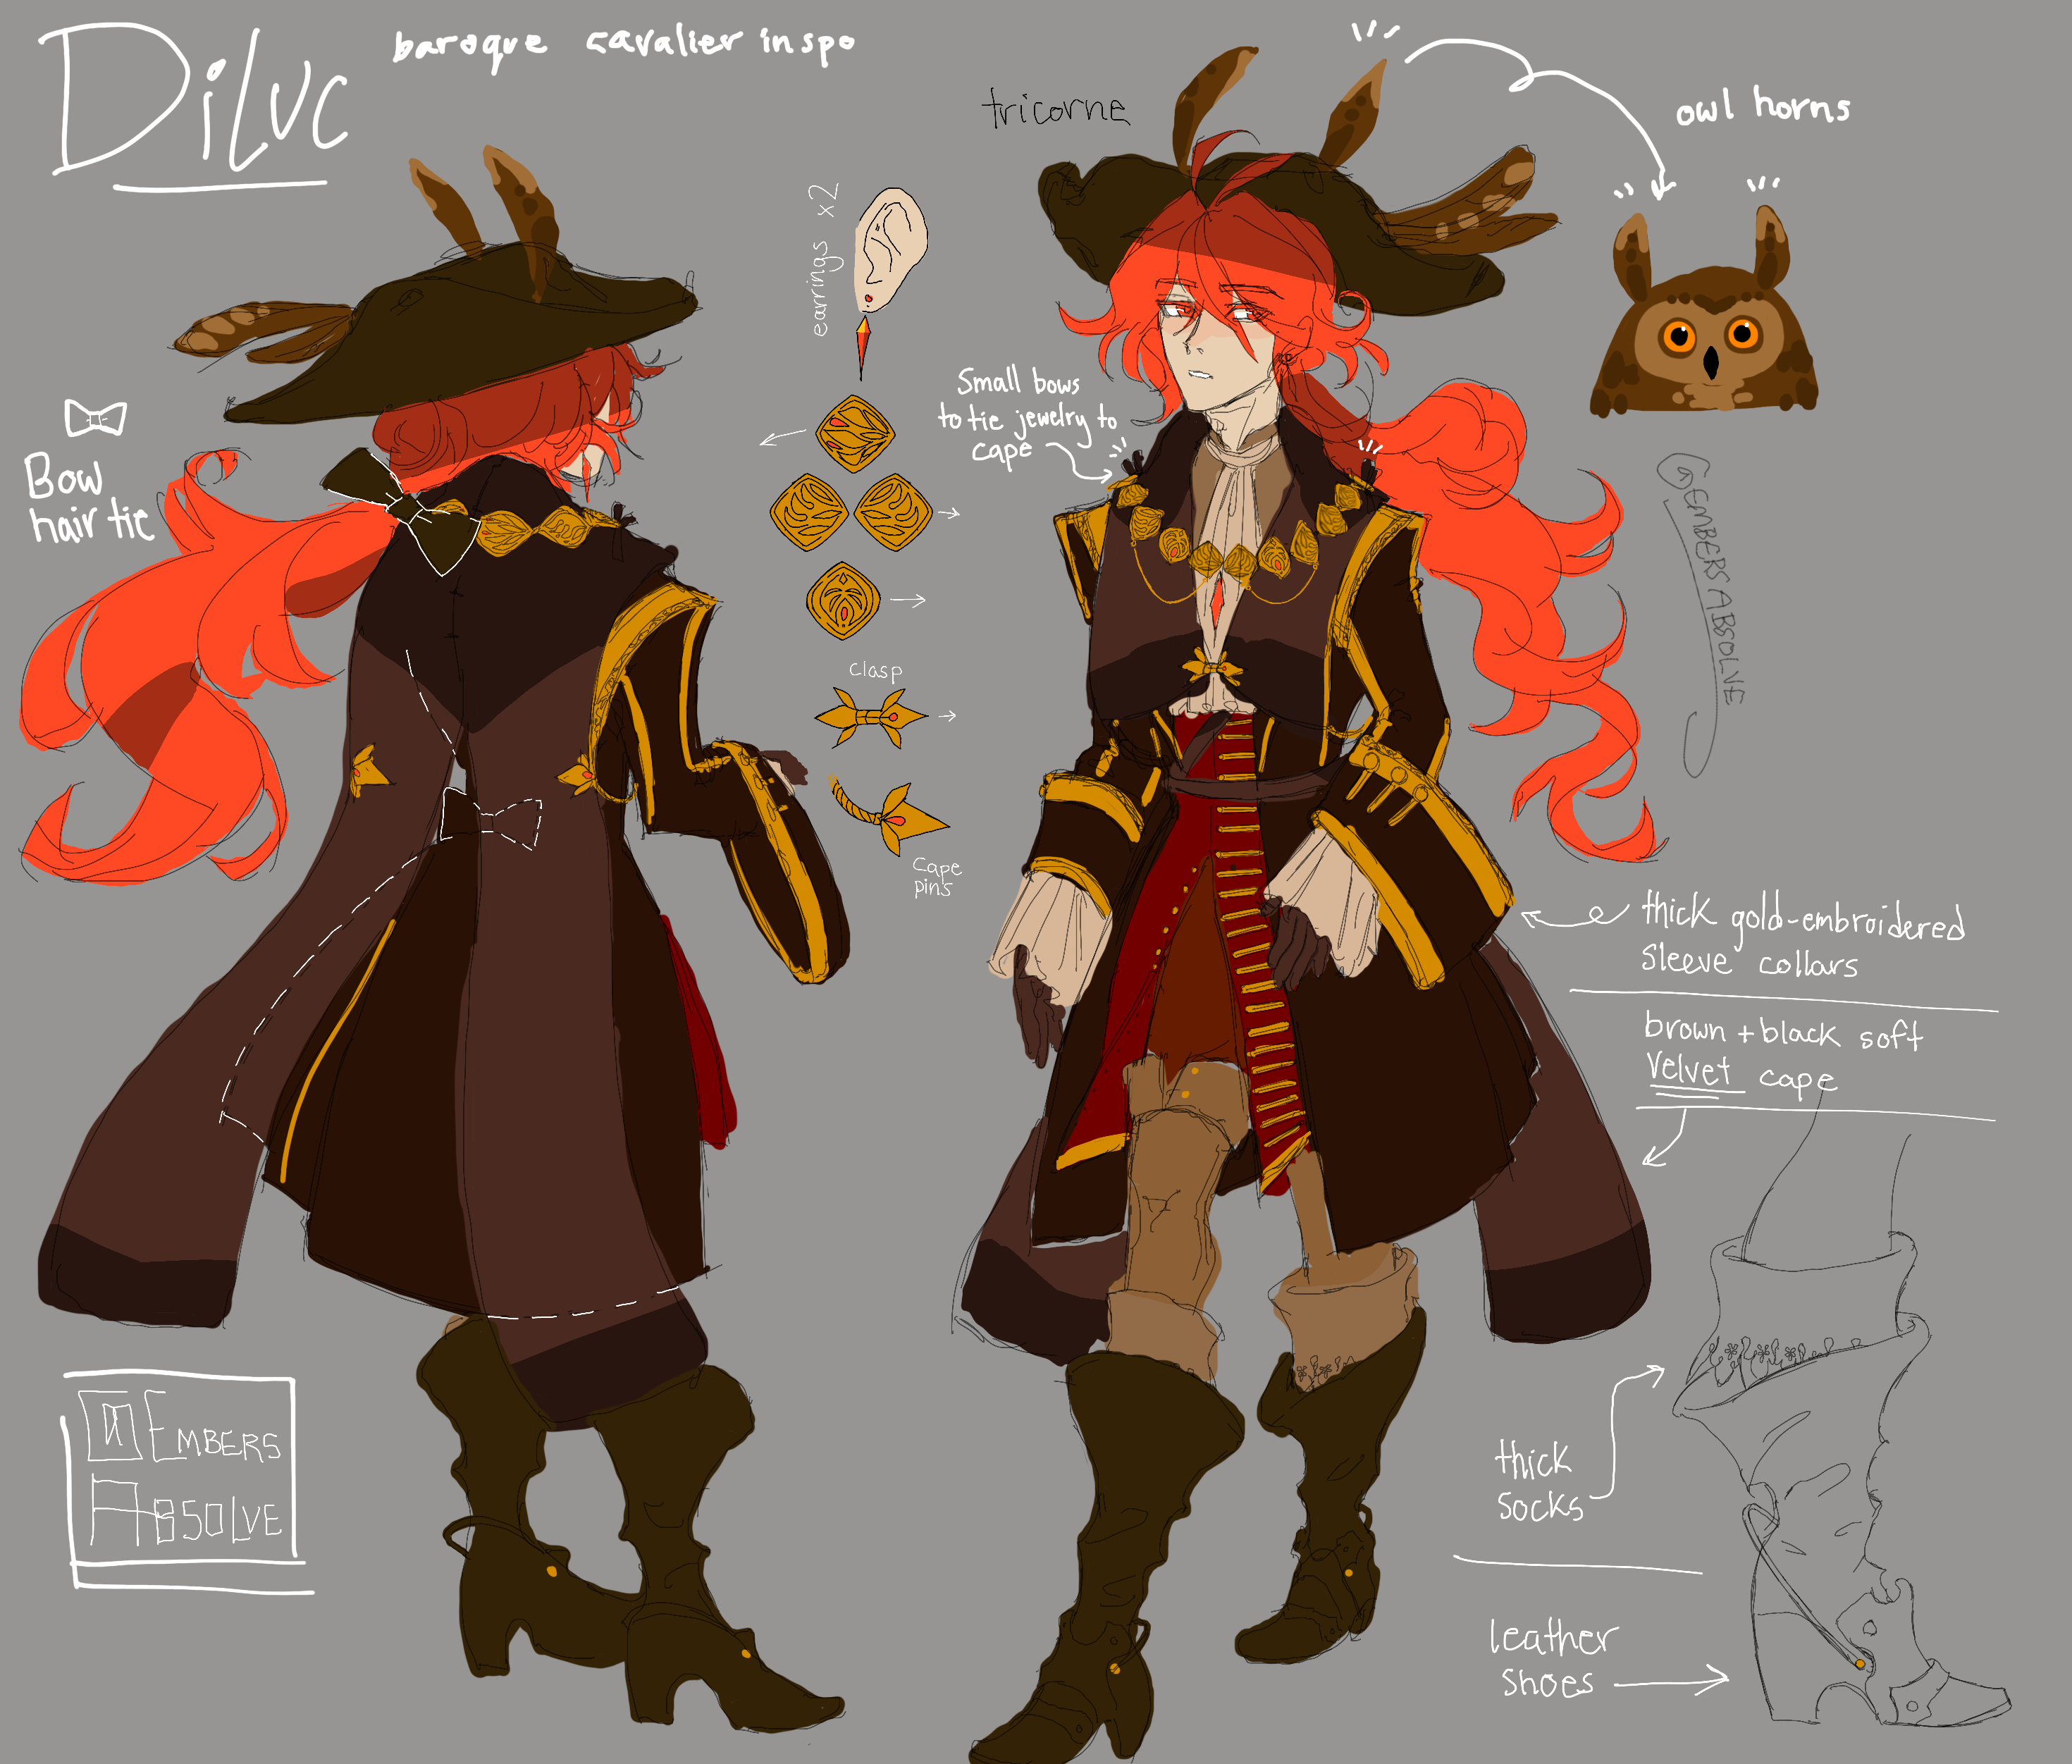 Diluc
baroque cavalier inspo
tricorne
owl horns
earrings x2
Small bows
to tie jewelry to
cape
Bow
hair tie
@EMBERSABSOLVE
clasp
Cape
pins
thick gold-embroidered
sleeve collars
brown + black soft
velvet cape
thick
socks
leather
shoes
@EMBERS
ABSOLVE